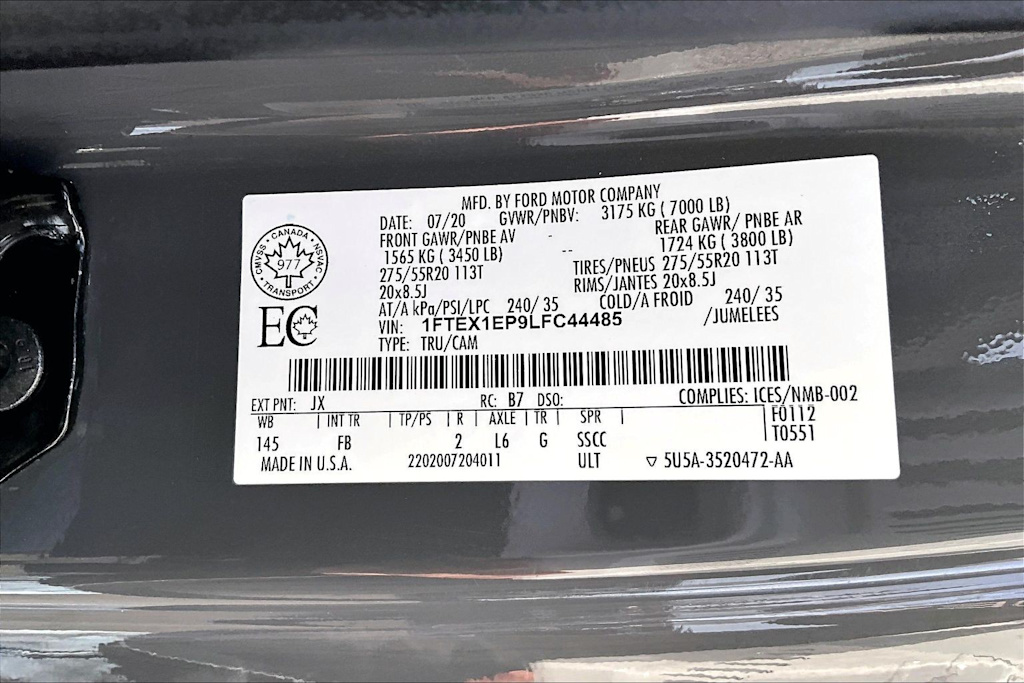 MFD. BY FORD MOTOR COMPANY
DATE: 07/20 GVWR/PNBV: 3175 KG ( 7000 LB)
FRONT GAWR/PNBE AV - REAR GAWR/ PNBE AR
1565 KG ( 3450 LB) -- 1724 KG ( 3800 LB)
275/55R20 113T TIRES/PNEUS 275/55R20 113T
20x8.5J RIMS/JANTES 20x8.5J
AT/A kPa/PSI/LPC 240/ 35 COLD/A FROID 240/ 35
VIN: 1FTEX1EP9LFC44485 /JUMELEES
TYPE: TRU/CAM
CANADA
CMVSS · NSVAC
977
TRANSPORT
EC
EXT PNT: JX RC: B7 DSO: COMPLIES: ICES/NMB-002
WB | INT TR | TP/PS | R | AXLE | TR | SPR | F0112
145 FB 2 L6 G SSCC T0551
MADE IN U.S.A. 2202007204011 ULT ▽ 5U5A-3520472-AA